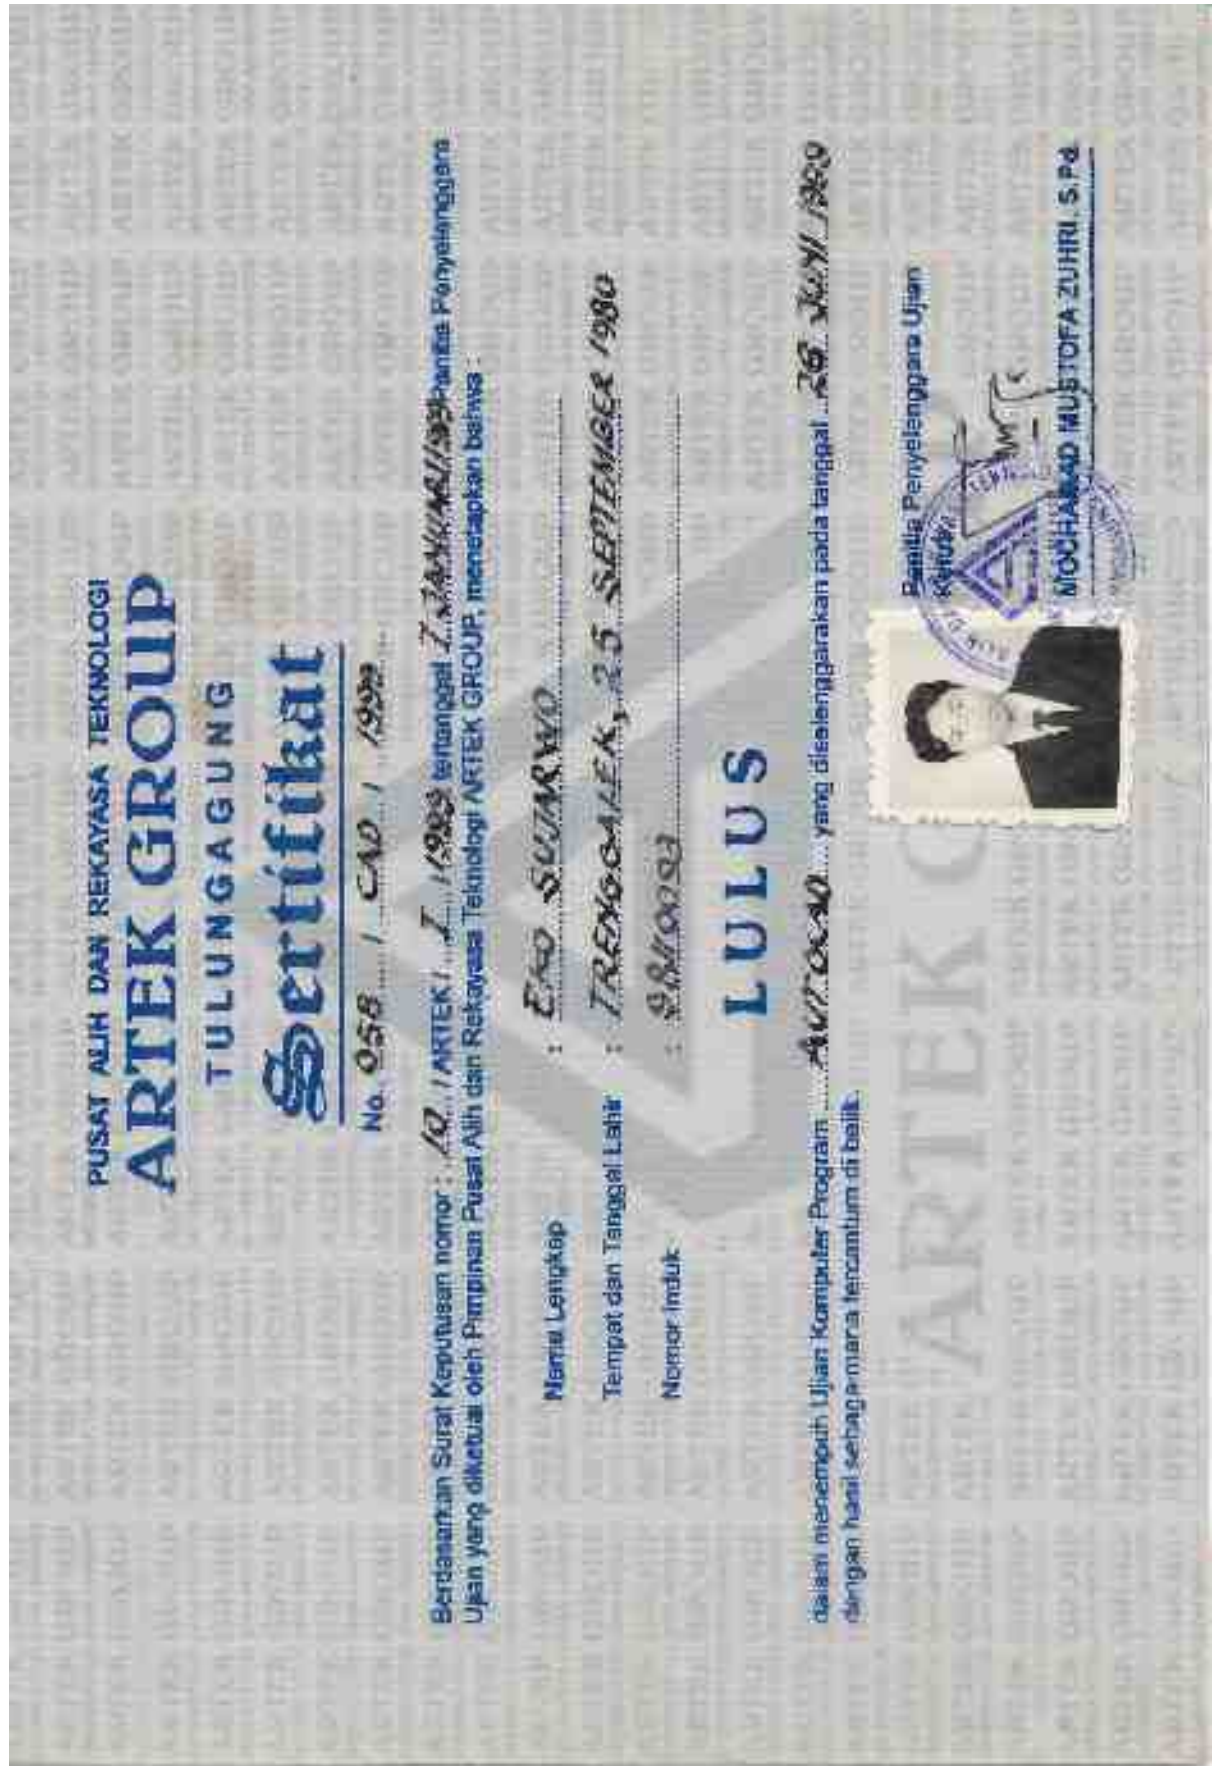 PUSAT ALIH DAN REKAYASA TEKNOLOGI
ARTEK GROUP
TULUNGAGUNG
Sertifikat
No. 058 / CAD / 1999
Berdasarkan Surat Keputusan nomor : 10 / ARTEK / I / 1999 tertanggal 7 JANUARI 1999 Panitia Penyelenggara
Ujian yang diketuai oleh Pimpinan Pusat Alih dan Rekayasa Teknologi ARTEK GROUP, menetapkan bahwa :
Nama Lengkap : EKO SUJARWO
Tempat dan Tanggal Lahir : TRENGGALEK, 25 SEPTEMBER 1980
Nomor Induk :
LULUS
dalam menempuh Ujian Komputer Program AUTOCAD yang diselenggarakan pada tanggal 1999
dengan hasil sebagaimana tercantum di balik.
Panitia Penyelenggara Ujian
Ketua
MOCHAMAD MUSTOFA ZUHRI. S.Pd.
ARTEK G